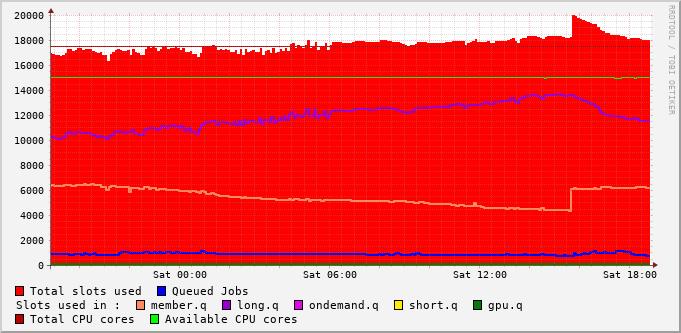 20000
18000
16000
14000
12000
10000
8000
6000
4000
2000
0
Sat 00:00 Sat 06:00 Sat 12:00 Sat 18:00
RRDTOOL / TOBI OETIKER
Total slots used Queued Jobs
Slots used in : member.q long.q ondemand.q short.q gpu.q
Total CPU cores Available CPU cores